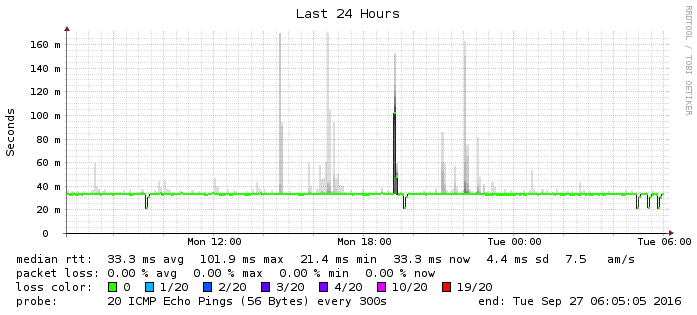 Last 24 Hours
RRDTOOL / TOBI OETIKER
Seconds
160 m
140 m
120 m
100 m
80 m
60 m
40 m
20 m
0
Mon 12:00 Mon 18:00 Tue 00:00 Tue 06:00
median rtt: 33.3 ms avg 101.9 ms max 21.4 ms min 33.3 ms now 4.4 ms sd 7.5 am/s
packet loss: 0.00 % avg 0.00 % max 0.00 % min 0.00 % now
loss color: 0 1/20 2/20 3/20 4/20 10/20 19/20
probe: 20 ICMP Echo Pings (56 Bytes) every 300s end: Tue Sep 27 06:05:05 2016